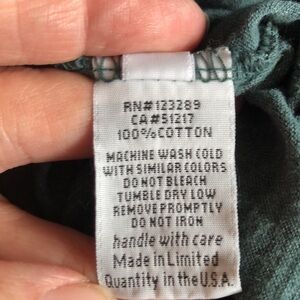 RN#123289
CA#51217
100%COTTON
MACHINE WASH COLD
WITH SIMILAR COLORS
DO NOT BLEACH
TUMBLE DRY LOW
REMOVE PROMPTLY
DO NOT IRON
handle with care
Made in Limited
Quantity in the U.S.A.